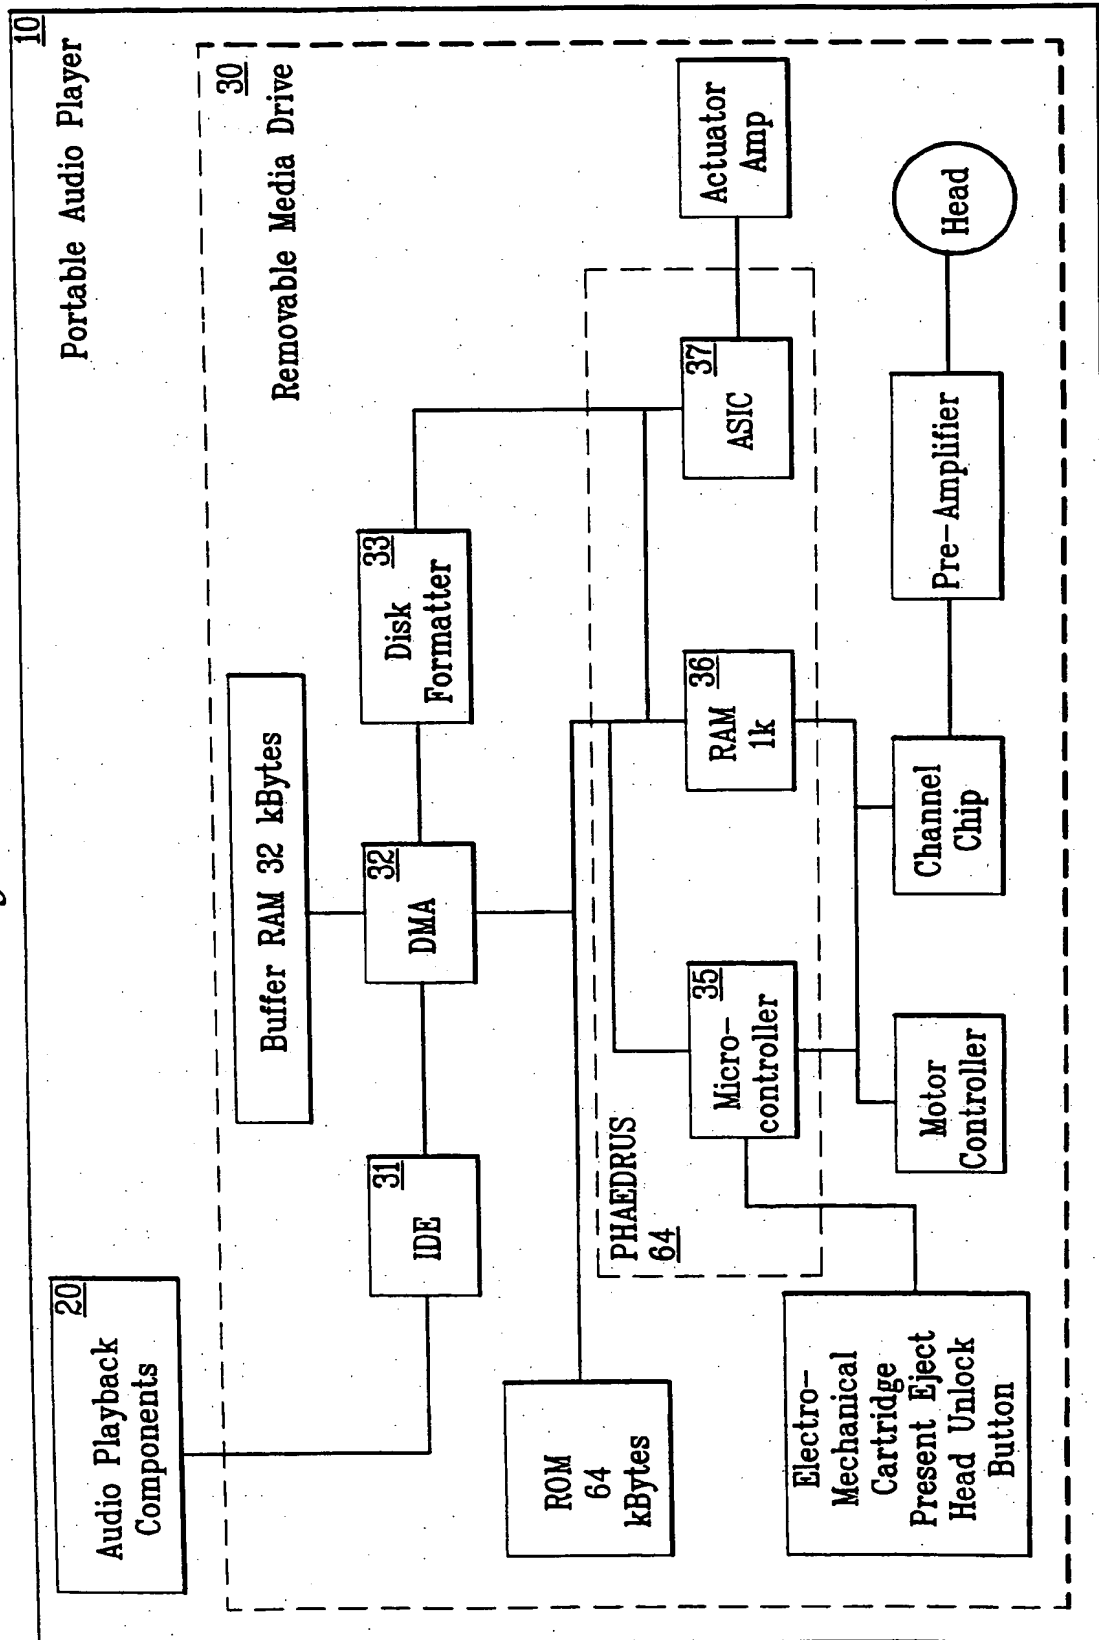 Portable Audio Player
10
Audio Playback
Components
20
Removable Media Drive
30
Buffer RAM 32 kBytes
IDE
31
DMA
32
Disk
Formatter
33
ROM
64
kBytes
PHAEDRUS
64
Micro-
controller
35
RAM
1k
36
ASIC
37
Actuator
Amp
Electro-
Mechanical
Cartridge
Present Eject
Head Unlock
Button
Motor
Controller
Channel
Chip
Pre-Amplifier
Head